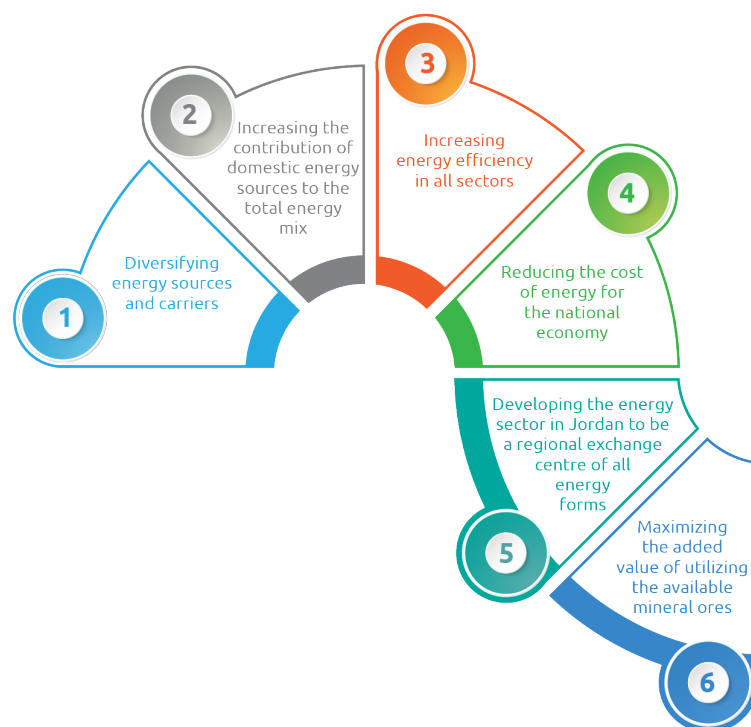 1
Diversifying
energy sources
and carriers
2
Increasing the
contribution of
domestic energy
sources to the
total energy
mix
3
Increasing
energy efficiency
in all sectors
4
Reducing the cost
of energy for
the national
economy
5
Developing the energy
sector in Jordan to be
a regional exchange
centre of all
energy
forms
6
Maximizing
the added
value of utilizing
the available
mineral ores